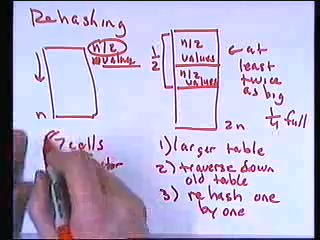 Rehashing
n/2
values
n
1/2
n/2
values
n/2
values
2n
← at
least
twice
as big
1/4 full
7 cells
1) larger table
2) traverse down
old table
3) rehash one
by one